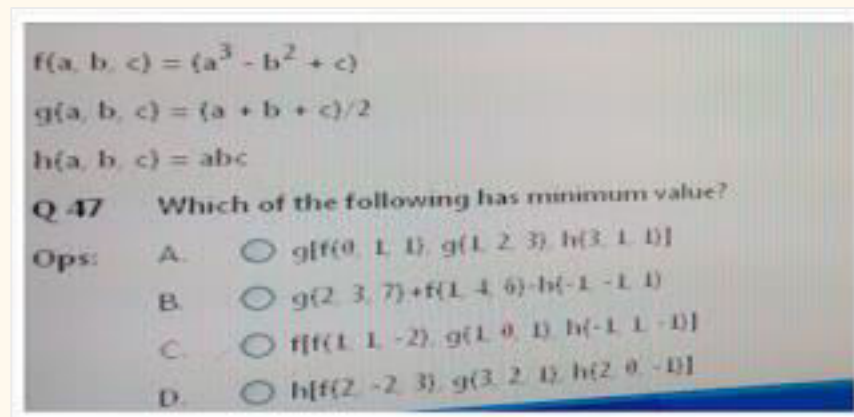 f(a, b, c) = (a³ - b² + c)
g(a, b, c) = (a + b + c)/2
h(a, b, c) = abc
Q 47 Which of the following has minimum value?
Ops: A. g[f(0, 1, 1), g(1, 2, 3), h(3, 1, 1)]
B. g(2, 3, 7)+f(1, 4, 6)-h(-1, -1, 1)
C. f[f(1, 1, -2), g(1, 0, 1), h(-1, 1, -1)]
D. h[f(2, -2, 3), g(3, 2, 1), h(2, 0, -1)]